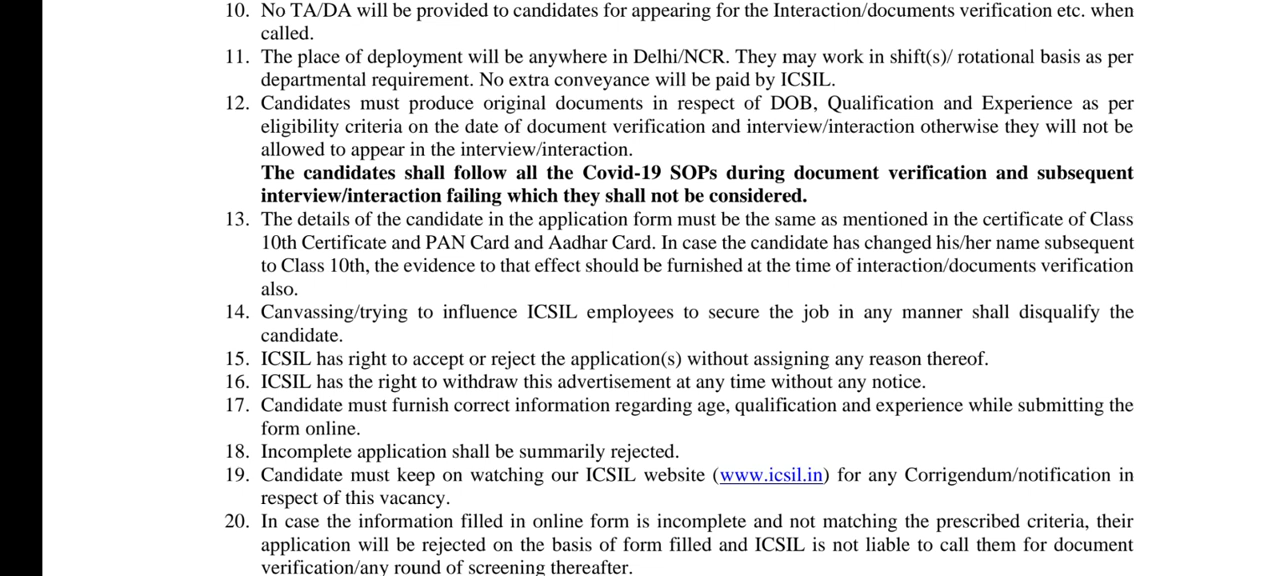 10. No TA/DA will be provided to candidates for appearing for the Interaction/documents verification etc. when
called.
11. The place of deployment will be anywhere in Delhi/NCR. They may work in shift(s)/ rotational basis as per
departmental requirement. No extra conveyance will be paid by ICSIL.
12. Candidates must produce original documents in respect of DOB, Qualification and Experience as per
eligibility criteria on the date of document verification and interview/interaction otherwise they will not be
allowed to appear in the interview/interaction.
The candidates shall follow all the Covid-19 SOPs during document verification and subsequent
interview/interaction failing which they shall not be considered.
13. The details of the candidate in the application form must be the same as mentioned in the certificate of Class
10th Certificate and PAN Card and Aadhar Card. In case the candidate has changed his/her name subsequent
to Class 10th, the evidence to that effect should be furnished at the time of interaction/documents verification
also.
14. Canvassing/trying to influence ICSIL employees to secure the job in any manner shall disqualify the
candidate.
15. ICSIL has right to accept or reject the application(s) without assigning any reason thereof.
16. ICSIL has the right to withdraw this advertisement at any time without any notice.
17. Candidate must furnish correct information regarding age, qualification and experience while submitting the
form online.
18. Incomplete application shall be summarily rejected.
19. Candidate must keep on watching our ICSIL website (www.icsil.in) for any Corrigendum/notification in
respect of this vacancy.
20. In case the information filled in online form is incomplete and not matching the prescribed criteria, their
application will be rejected on the basis of form filled and ICSIL is not liable to call them for document
verification/any round of screening thereafter.